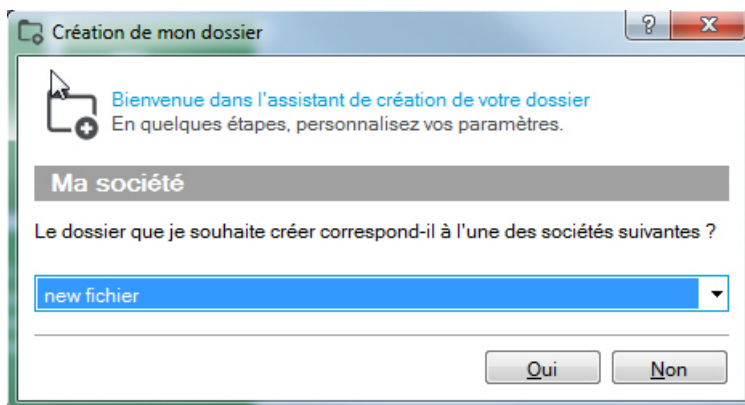 Création de mon dossier
Bienvenue dans l'assistant de création de votre dossier
En quelques étapes, personnalisez vos paramètres.
Ma société
Le dossier que je souhaite créer correspond-il à l'une des sociétés suivantes ?
new fichier
Oui Non